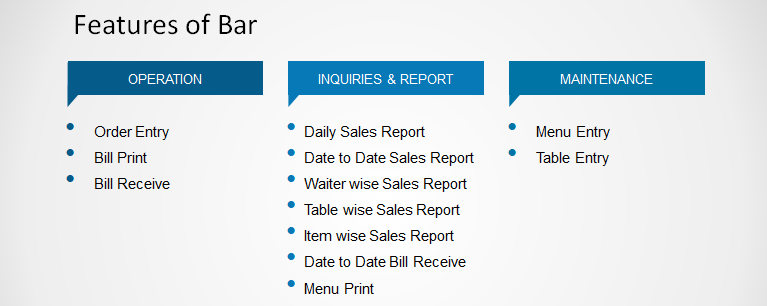 Features of Bar
OPERATION
Order Entry
Bill Print
Bill Receive
INQUIRIES & REPORT
Daily Sales Report
Date to Date Sales Report
Waiter wise Sales Report
Table wise Sales Report
Item wise Sales Report
Date to Date Bill Receive
Menu Print
MAINTENANCE
Menu Entry
Table Entry